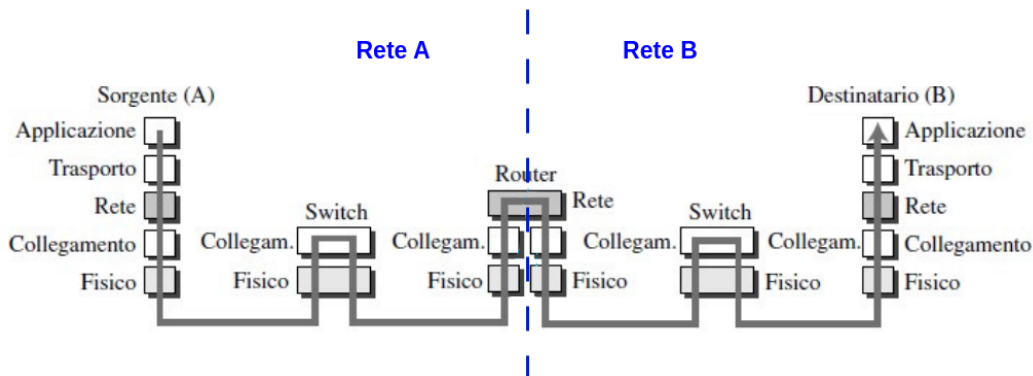 Rete A
Rete B
Sorgente (A)
Destinatario (B)
Applicazione
Applicazione
Trasporto
Trasporto
Router
Rete
Rete
Rete
Switch
Switch
Collegamento
Collegam.
Collegam.
Collegam.
Collegam.
Collegamento
Fisico
Fisico
Fisico
Fisico
Fisico
Fisico